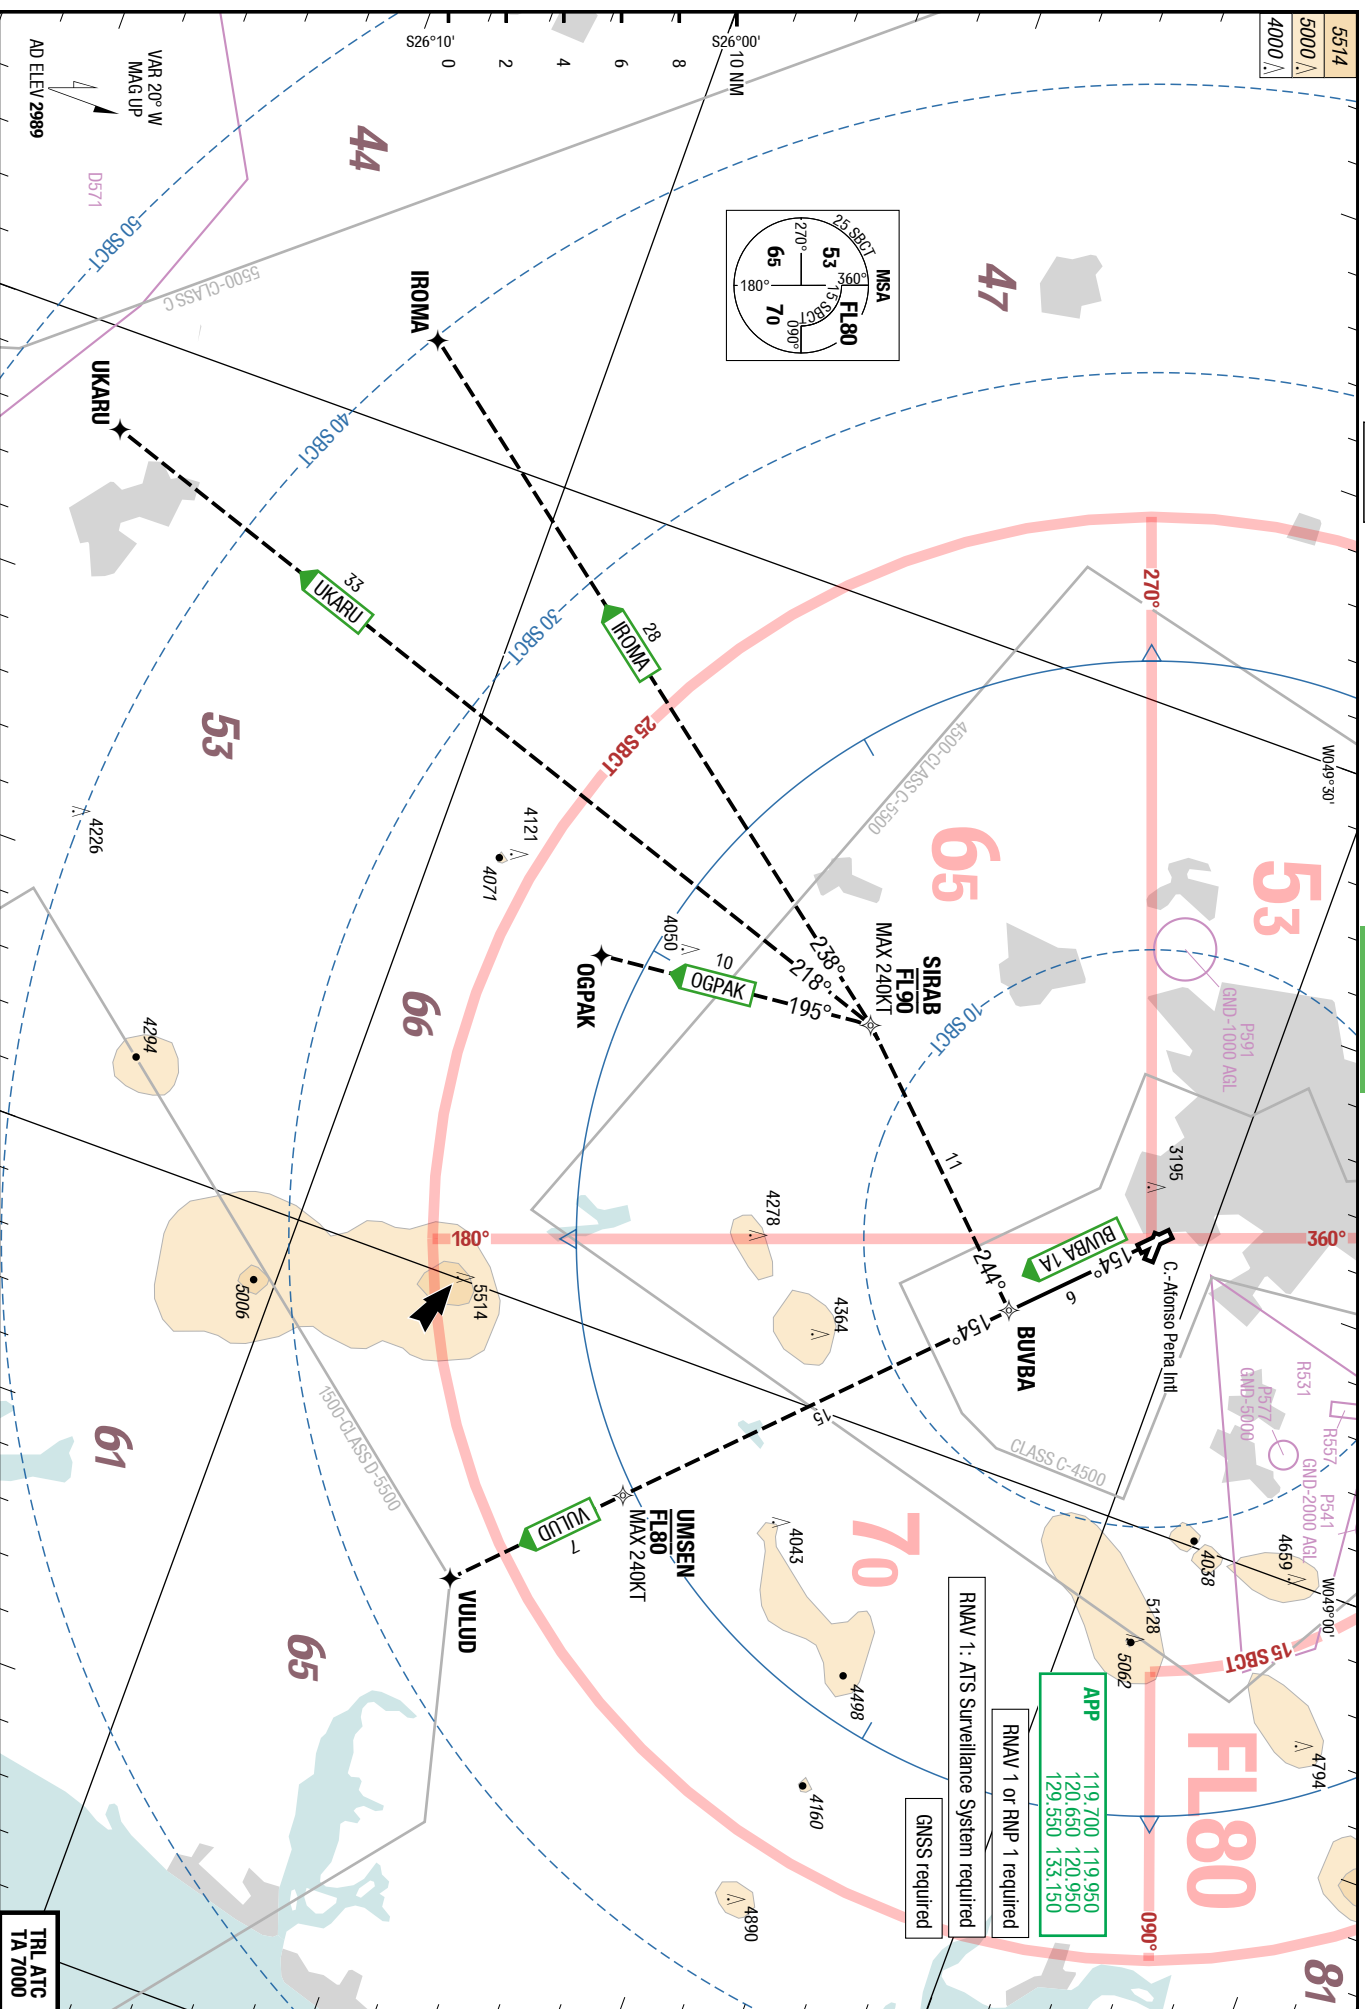 5514
5000
4000
S26°10'
S26°00'
0
2
4
6
8
10 NM
VAR 20° W
MAG UP
AD ELEV 2989
D571
44
47
53
66
61
65
81
50 SBCT
40 SBCT
30 SBCT
10 SBCT
5500-CLASS C
MSA
25 SBCT
15 SBCT
270°
360°
180°
090°
53
FL80
65
70
IROMA
UKARU
33
UKARU
28
IROMA
10
OGPAK
OGPAK
238°
218°
195°
SIRAB
FL90
MAX 240KT
11
244°
BUVBA
154°
BUVBA 1A
154°
6
15
UMSEN
FL80
MAX 240KT
VULUD
7
VULUD
25 SBCT
15 SBCT
270°
180°
360°
090°
65
53
70
FL80
4500-CLASS C-5500
CLASS C-4500
1500-CLASS D-5500
W049°30'
W049°00'
P591
GND-1000 AGL
C.-Afonso Pena Intl
R531
P577
GND-5000
R557
P541
GND-2000 AGL
3195
4121
4071
4050
4226
4294
5006
5514
4278
4364
4043
4498
4160
4890
4038
4659
5128
5062
4794
APP
119.700 119.950
120.650 120.950
129.550 133.150
RNAV 1 or RNP 1 required
RNAV 1: ATS Surveillance System required
GNSS required
TRL ATC
TA 7000